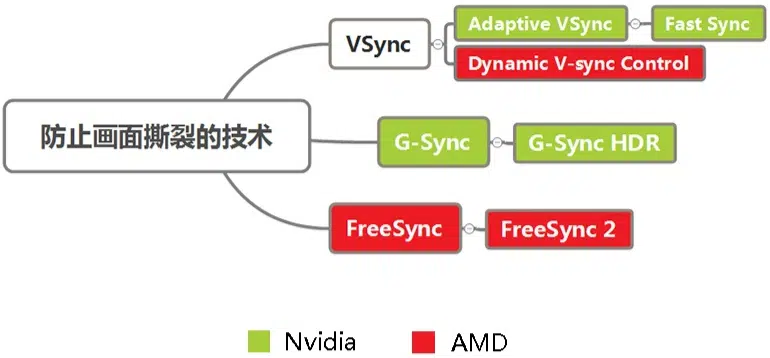 防止画面撕裂的技术
VSync
Adaptive VSync
Fast Sync
Dynamic V-sync Control
G-Sync
G-Sync HDR
FreeSync
FreeSync 2
Nvidia
AMD